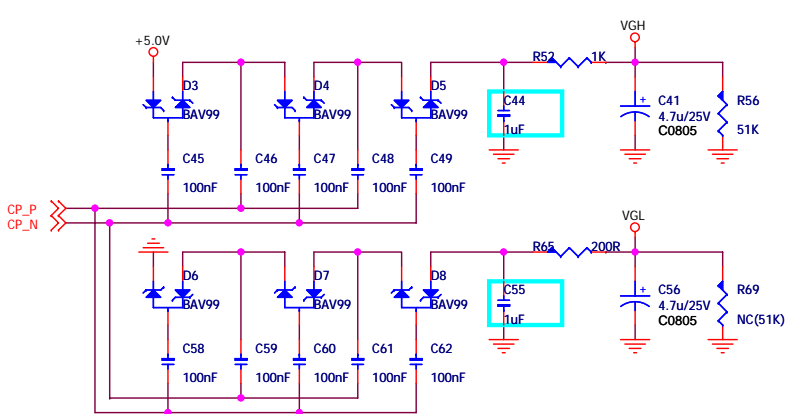 VGH
+5.0V
R52 1K
D3 D4 D5
BAV99 BAV99 BAV99
C44
1uF
C41
4.7u/25V
C0805
R56
51K
C45 C46 C47 C48 C49
100nF 100nF 100nF 100nF 100nF
CP_P
CP_N
VGL
R65 200R
D6 D7 D8
BAV99 BAV99 BAV99
C55
1uF
C56
4.7u/25V
C0805
R69
NC(51K)
C58 C59 C60 C61 C62
100nF 100nF 100nF 100nF 100nF